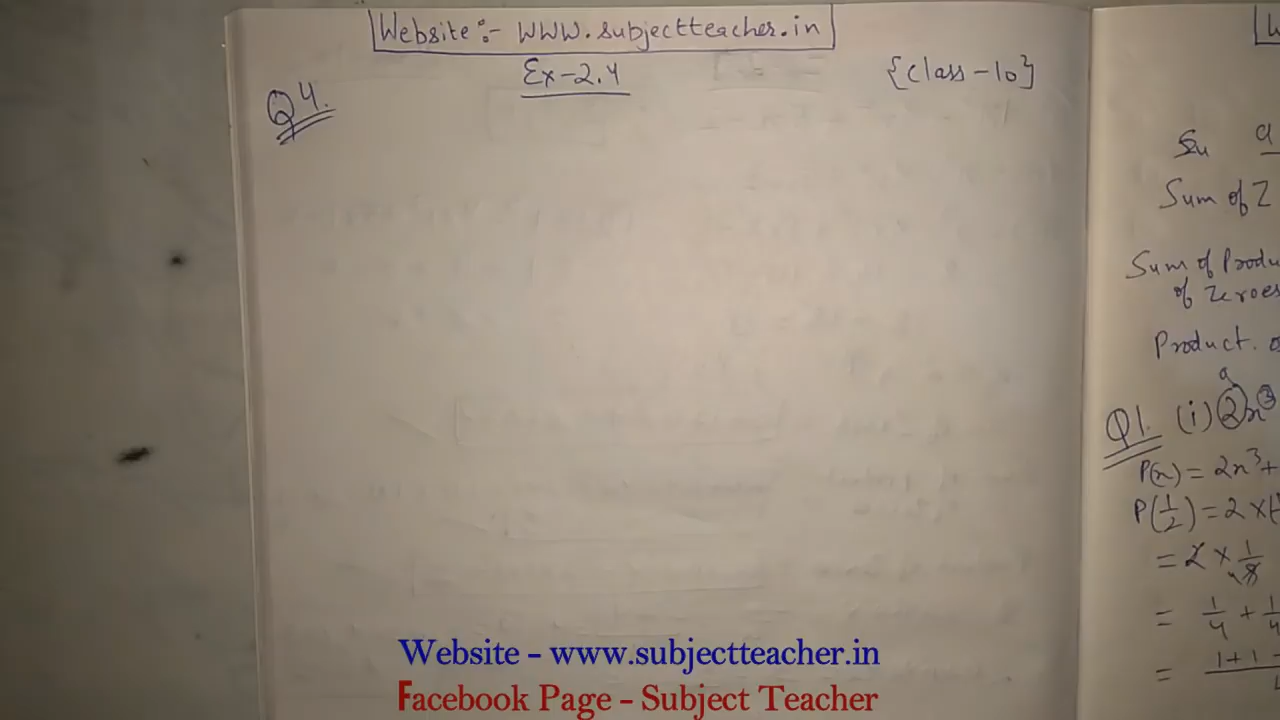 Website:- www.subjectteacher.in
Ex-2.4
{Class-10}
Q4.
Sum of Z
Sum of Produ
of Zeroes
Product. o
Q1. (i) 2x³
P(x) = 2x³+
P(1/2) = 2 ×
= 2 × 1/8
= 1/4 + 1/4
= 1+1-
Website - www.subjectteacher.in
Facebook Page - Subject Teacher